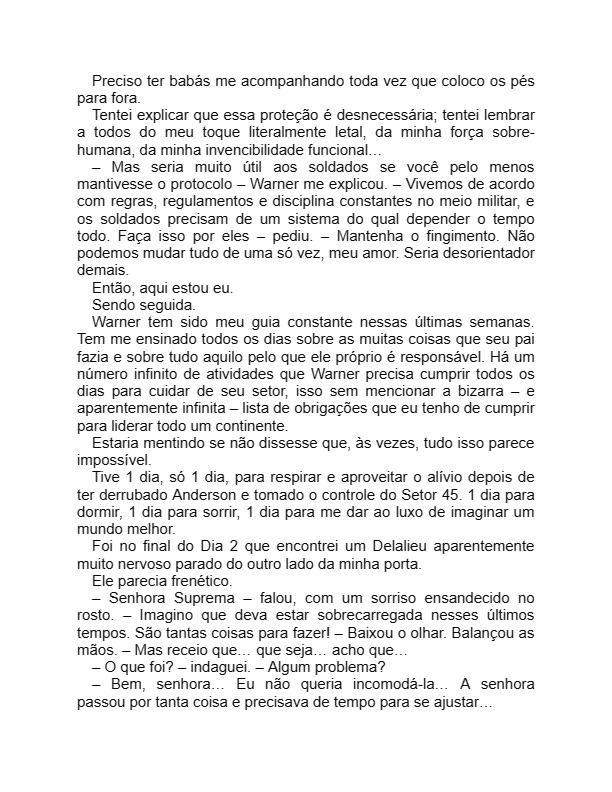 Preciso ter babás me acompanhando toda vez que coloco os pés
para fora.
Tentei explicar que essa proteção é desnecessária; tentei lembrar
a todos do meu toque literalmente letal, da minha força sobre-
humana, da minha invencibilidade funcional…
– Mas seria muito útil aos soldados se você pelo menos
mantivesse o protocolo – Warner me explicou. – Vivemos de acordo
com regras, regulamentos e disciplina constantes no meio militar, e
os soldados precisam de um sistema do qual depender o tempo
todo. Faça isso por eles – pediu. – Mantenha o fingimento. Não
podemos mudar tudo de uma só vez, meu amor. Seria desorientador
demais.
Então, aqui estou eu.
Sendo seguida.
Warner tem sido meu guia constante nessas últimas semanas.
Tem me ensinado todos os dias sobre as muitas coisas que seu pai
fazia e sobre tudo aquilo pelo que ele próprio é responsável. Há um
número infinito de atividades que Warner precisa cumprir todos os
dias para cuidar de seu setor, isso sem mencionar a bizarra – e
aparentemente infinita – lista de obrigações que eu tenho de cumprir
para liderar todo um continente.
Estaria mentindo se não dissesse que, às vezes, tudo isso parece
impossível.
Tive 1 dia, só 1 dia, para respirar e aproveitar o alívio depois de
ter derrubado Anderson e tomado o controle do Setor 45. 1 dia para
dormir, 1 dia para sorrir, 1 dia para me dar ao luxo de imaginar um
mundo melhor.
Foi no final do Dia 2 que encontrei um Delalieu aparentemente
muito nervoso parado do outro lado da minha porta.
Ele parecia frenético.
– Senhora Suprema – falou, com um sorriso ensandecido no
rosto. – Imagino que deva estar sobrecarregada nesses últimos
tempos. São tantas coisas para fazer! – Baixou o olhar. Balançou as
mãos. – Mas receio que… que seja… acho que…
– O que foi? – indaguei. – Algum problema?
– Bem, senhora… Eu não queria incomodá-la… A senhora
passou por tanta coisa e precisava de tempo para se ajustar…